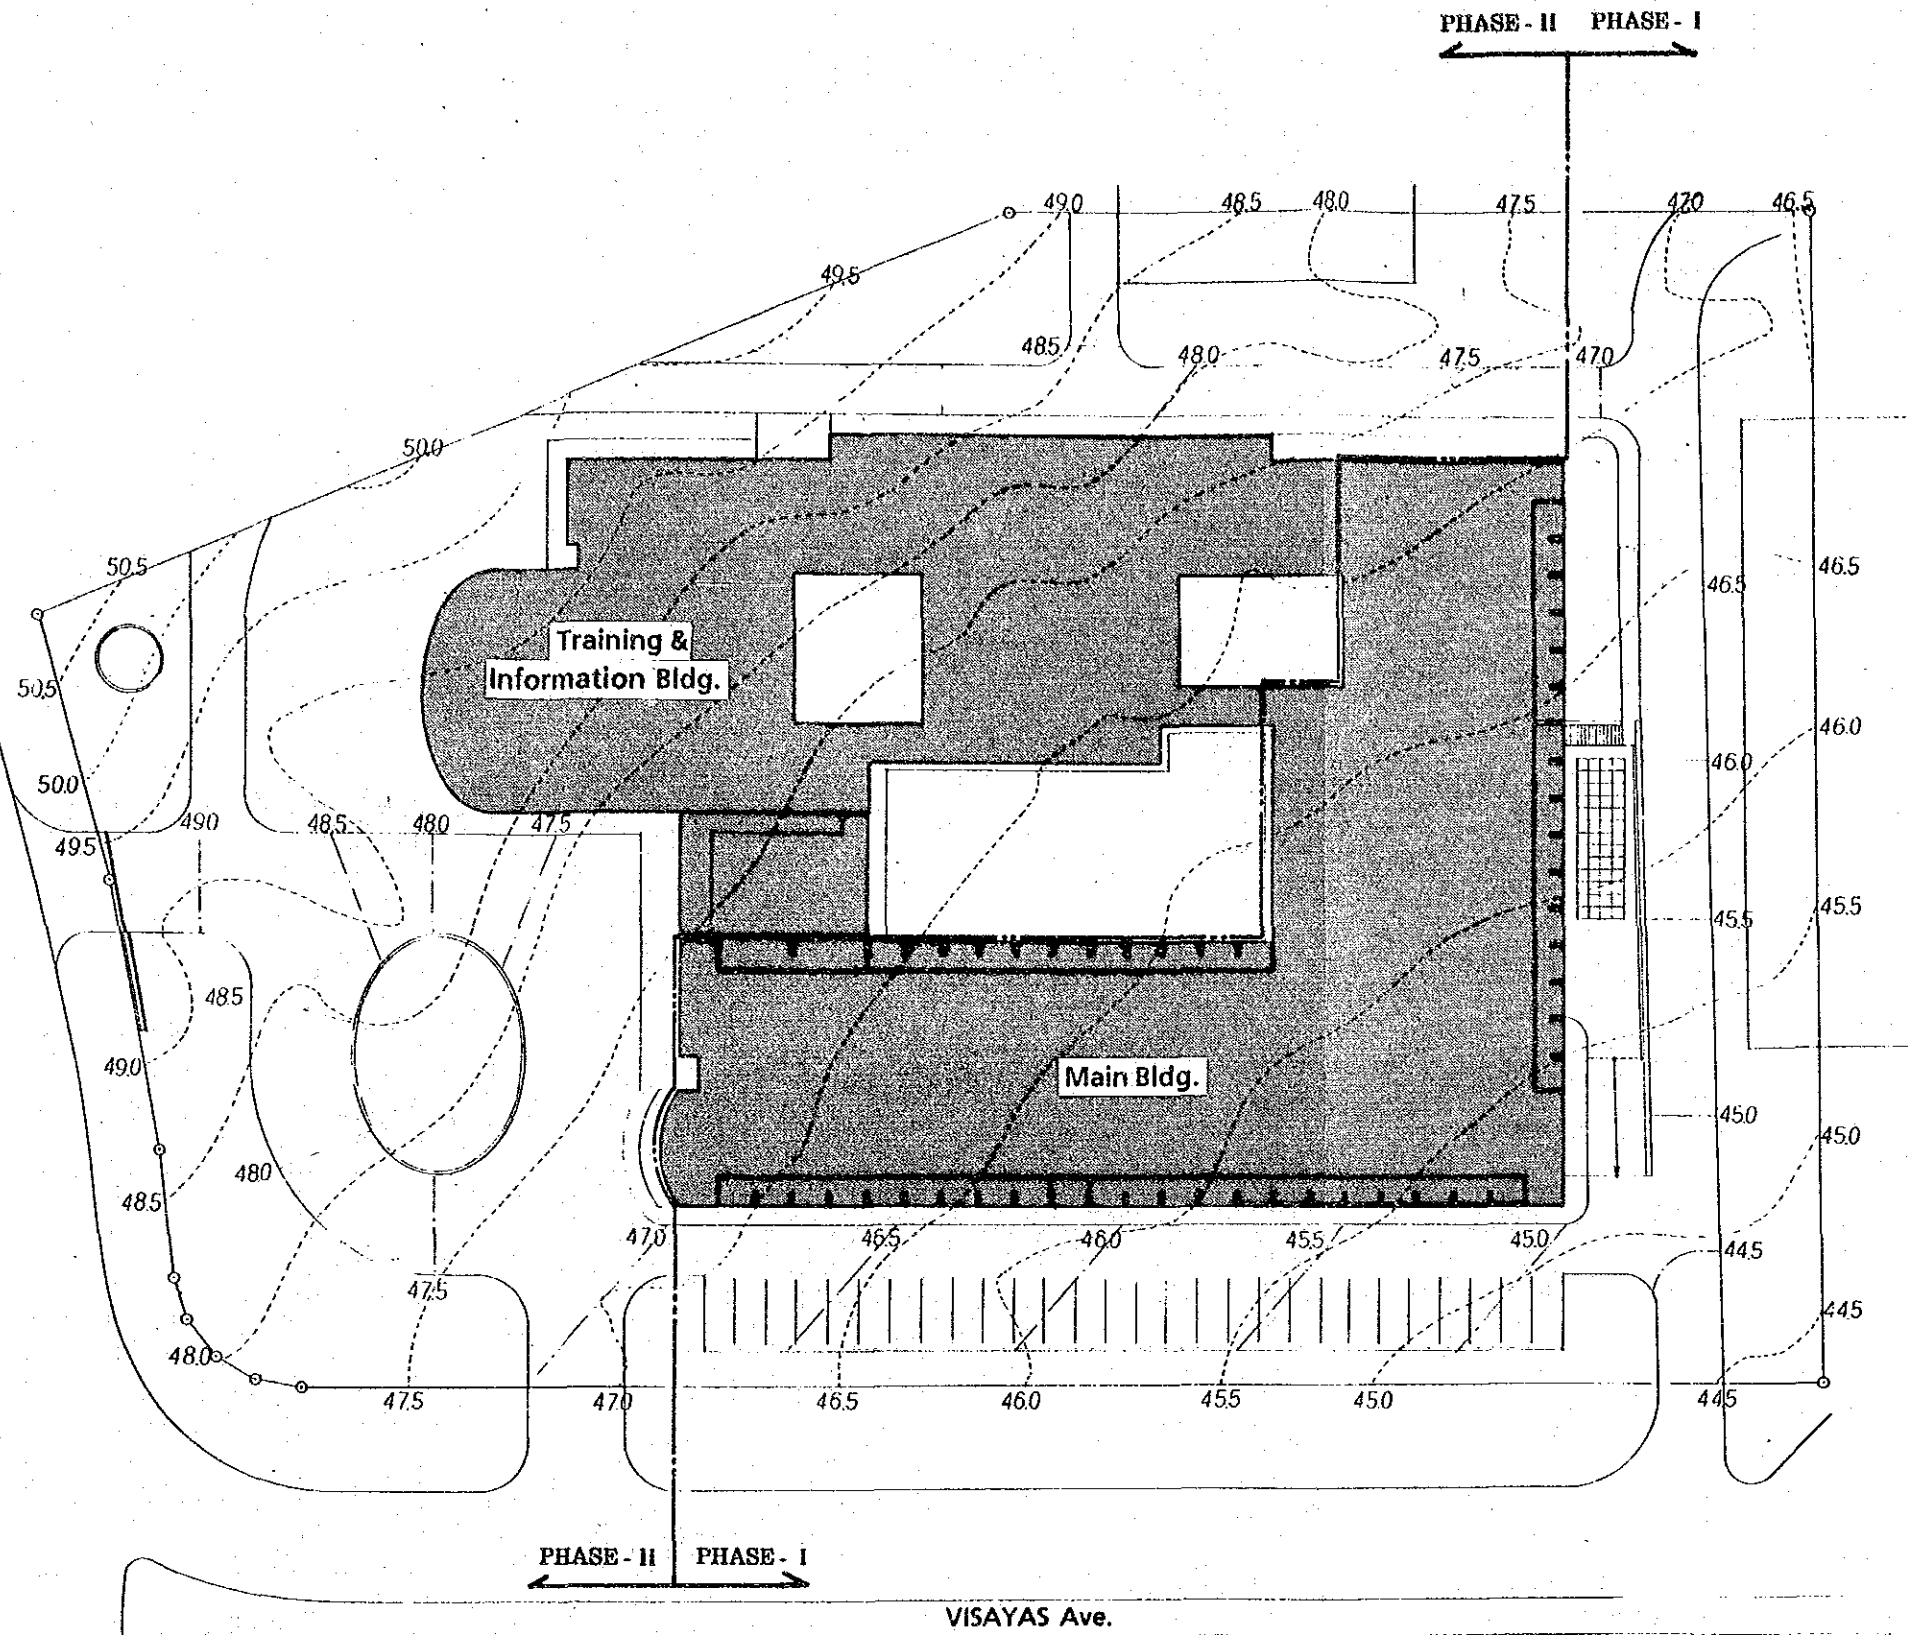 PHASE - II PHASE - I
49.0 48.5 48.0 47.5 47.0 46.5
49.5
48.5 48.0 47.5 47.0
50.0
50.5 46.5 46.5
Training &
Information Bldg.
50.5
46.0
46.0
50.0
49.0 48.5 48.0 47.5
49.5
45.5 45.5
48.5
49.0 Main Bldg.
45.0 45.0
48.0
48.5
47.0 46.5 46.0 45.5 45.0
44.5
47.5
44.5
48.0
47.5 47.0 46.5 46.0 45.5 45.0 44.5
PHASE - II PHASE - I
VISAYAS Ave.